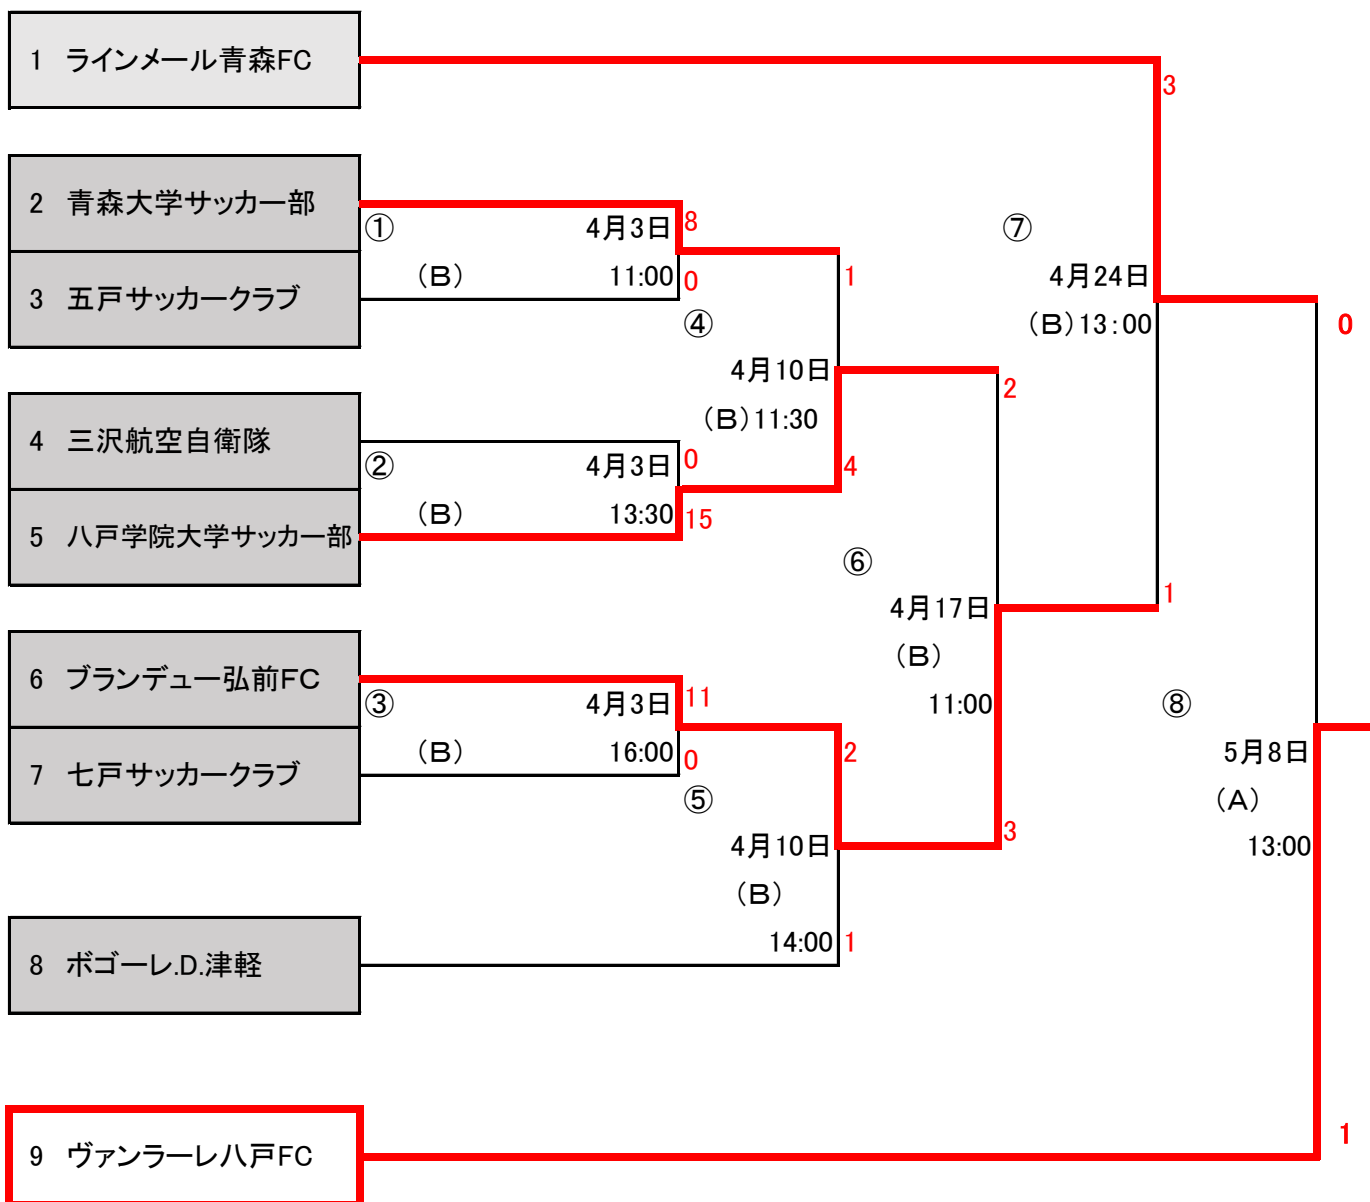 1 ラインメール青森FC
3
2 青森大学サッカー部
① 4月3日 8
⑦
(B) 11:00 0
1
4月24日
3 五戸サッカークラブ
④
(B)13:00
0
4月10日
2
(B)11:30
4 三沢航空自衛隊
② 4月3日 0
4
(B) 13:30 15
5 八戸学院大学サッカー部
⑥
4月17日
1
(B)
6 ブランデュー弘前FC
③ 4月3日 11
11:00
⑧
(B) 16:00 0
2
5月8日
7 七戸サッカークラブ
⑤
(A)
4月10日
3
13:00
(B)
14:00 1
8 ボゴーレ.D.津軽
1
9 ヴァンラーレ八戸FC